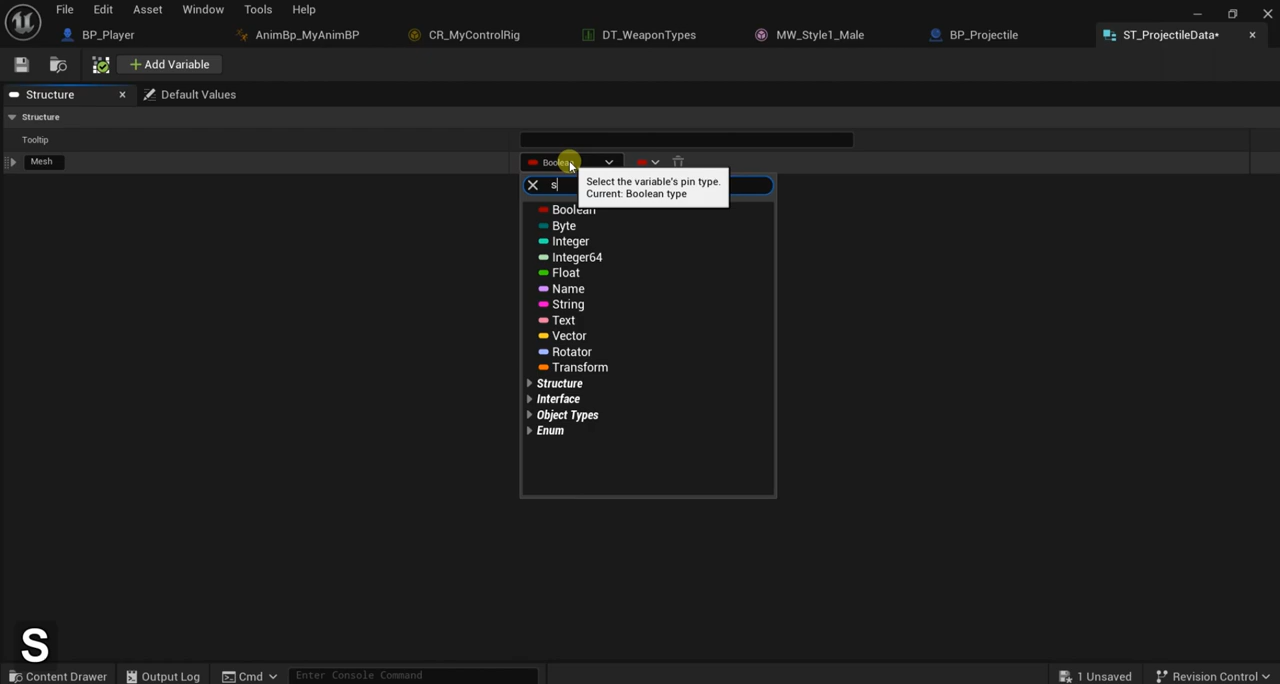 File Edit Asset Window Tools Help
BP_Player AnimBp_MyAnimBP CR_MyControlRig DT_WeaponTypes MW_Style1_Male BP_Projectile ST_ProjectileData*
Add Variable
Structure Default Values
Structure
Tooltip
Mesh Boolean
s
Select the variable's pin type.
Current: Boolean type
Boolean
Byte
Integer
Integer64
Float
Name
String
Text
Vector
Rotator
Transform
Structure
Interface
Object Types
Enum
S
Content Drawer Output Log Cmd Enter Console Command 1 Unsaved Revision Control